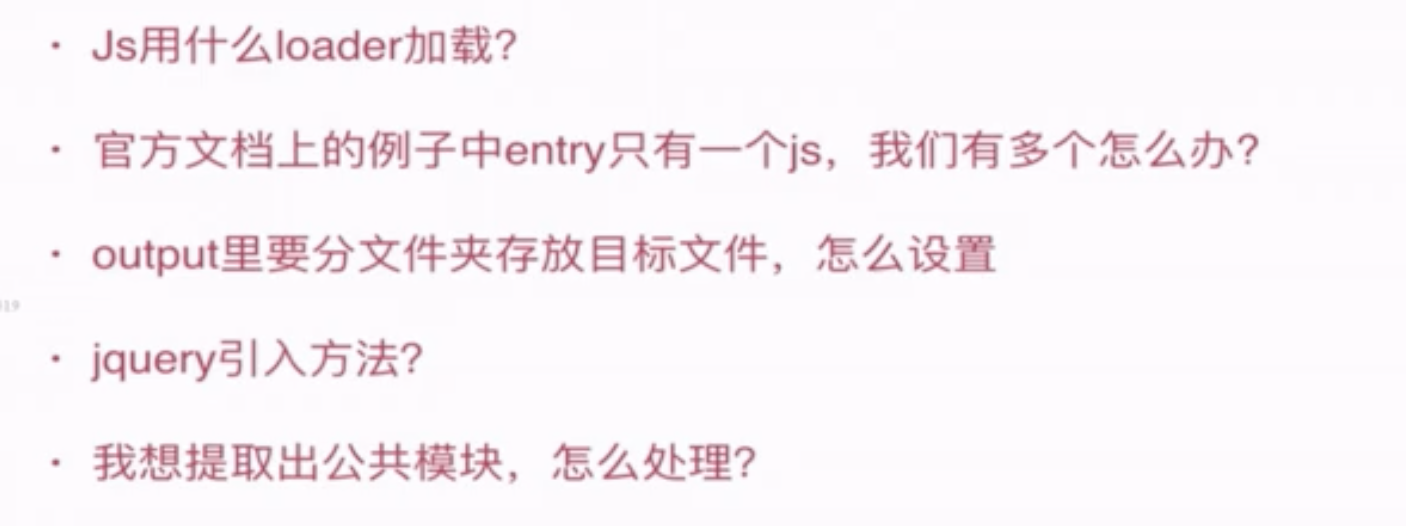 · Js用什么loader加载?
· 官方文档上的例子中entry只有一个js，我们有多个怎么办?
· output里要分文件夹存放目标文件，怎么设置
· jquery引入方法?
· 我想提取出公共模块，怎么处理?